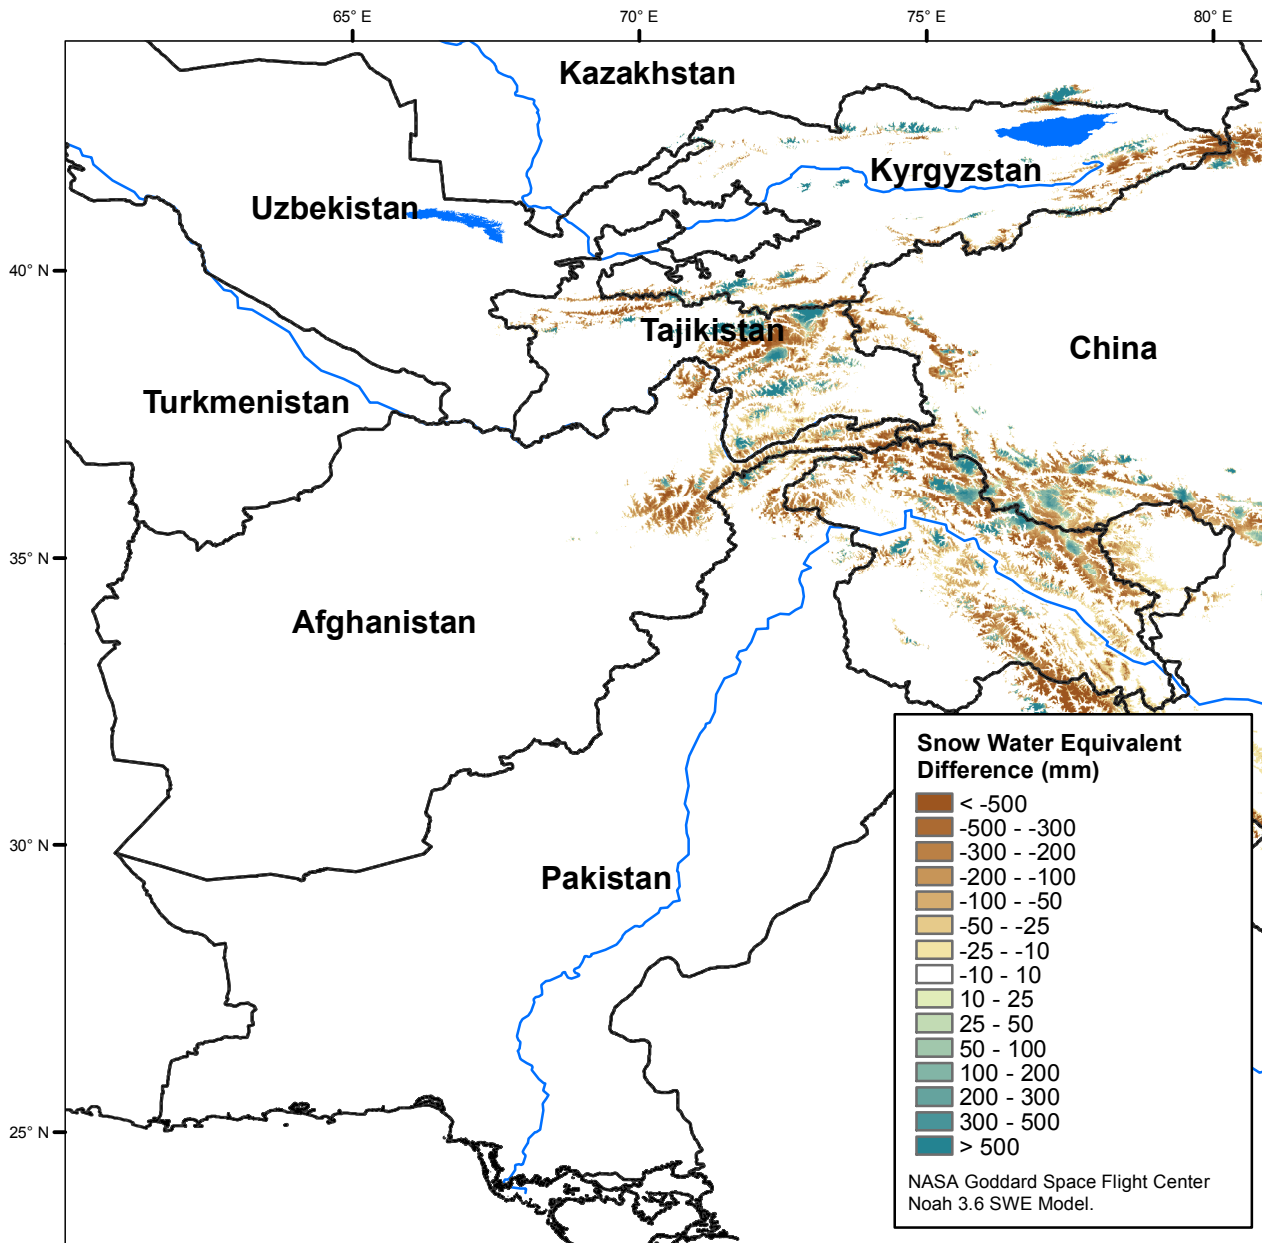 65° E
70° E
75° E
80° E
Kazakhstan
Kyrgyzstan
Uzbekistan
40° N
Tajikistan
China
Turkmenistan
35° N
Afghanistan
Snow Water Equivalent
Difference (mm)
< -500
-500 - -300
-300 - -200
-200 - -100
-100 - -50
-50 - -25
-25 - -10
-10 - 10
10 - 25
25 - 50
50 - 100
100 - 200
200 - 300
300 - 500
> 500
30° N
Pakistan
25° N
NASA Goddard Space Flight Center
Noah 3.6 SWE Model.